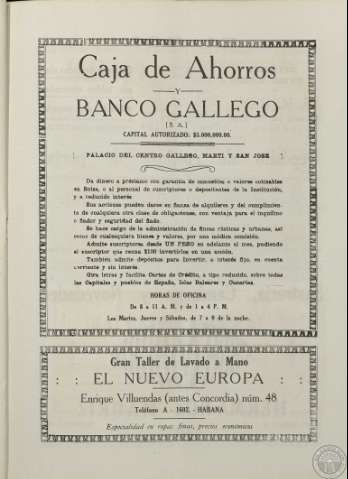 Caja de Ahorros
Y
BANCO GALLEGO
(S. A.)
CAPITAL AUTORIZADO. $5.000,000.00.
PALACIO DEL CENTRO GALLEGO, MARTI Y SAN JOSE
Da dinero a préstamo con garantía de inmuebles o valores cotizables
en Bolsa, o al personal de suscriptores o depositantes de la Institución,
y a reducido interés
Sus acciones pueden darse en fianza de alquileres y del cumplimien-
to de cualquiera otra clase de obligaciones, con ventaja para el inquilino
o fiador y seguridad del fiado.
Se hace cargo de la administración de fincas rústicas y urbanas, así
como de cualesquiera bienes y valores, por una módica comisión.
Admite suscriptores, desde UN PESO en adelante al mes, pudiendo
el suscriptor que reuna $100 invertirlos en una acción.
También admite depósitos para Invertir, a interés fijo, en cuenta
corriente y sin interés.
Gira letras y facilita Cartas de Crédito, a tipo reducido, sobre todas
las Capitales y pueblos de España, Islas Baleares y Canarias.
HORAS DE OFICINA
De 8 a 11 A. M. y de 1 a 4 P. M.
Los Martes, Jueves y Sábados, de 7 a 9 de la noche.
Gran Taller de Lavado a Mano
: : EL NUEVO EUROPA : :
Enrique Villuendas (antes Concordia) núm. 48
Teléfono A - 1402. - HABANA
Especialidad en ropas finas, precios económicos